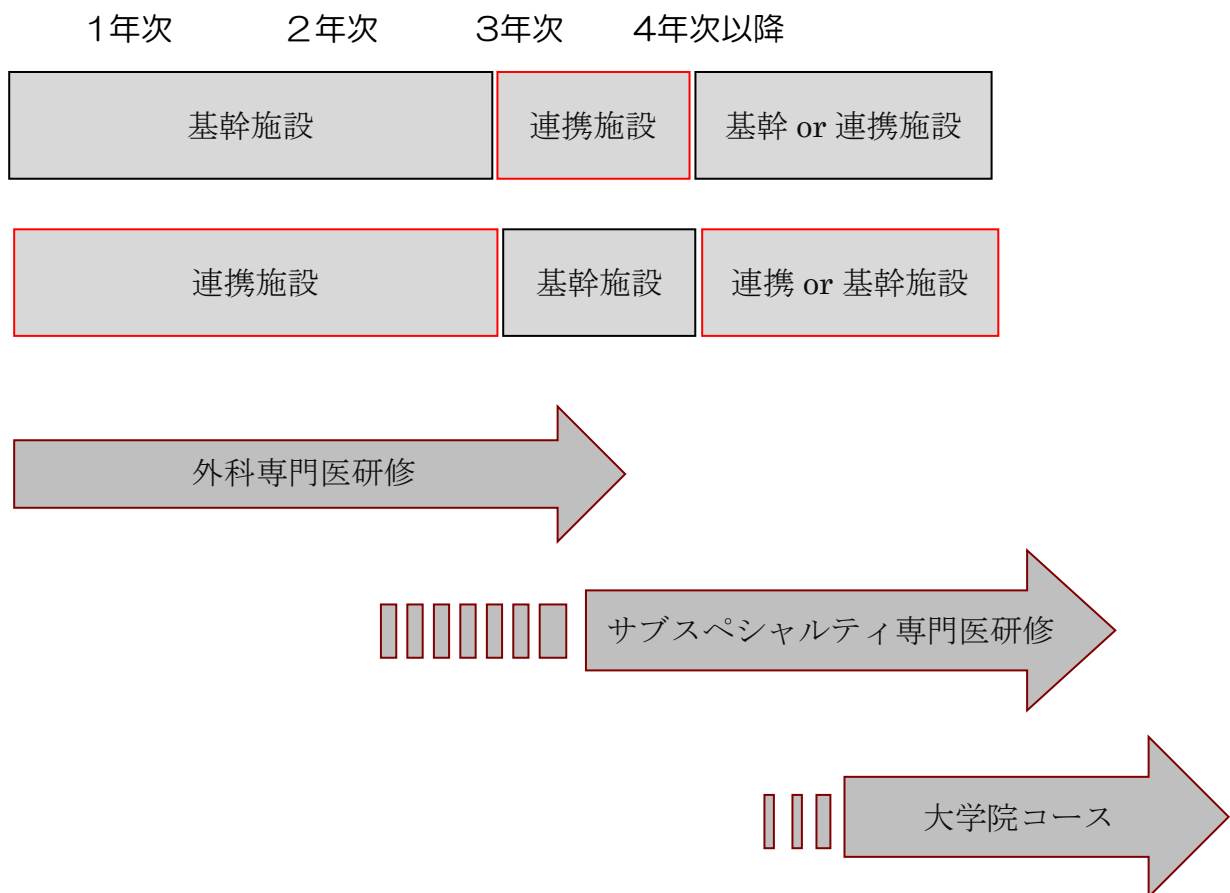 1年次 2年次 3年次 4年次以降
基幹施設 連携施設 基幹 or 連携施設
連携施設 基幹施設 連携 or 基幹施設
外科専門医研修
サブスペシャルティ専門医研修
大学院コース